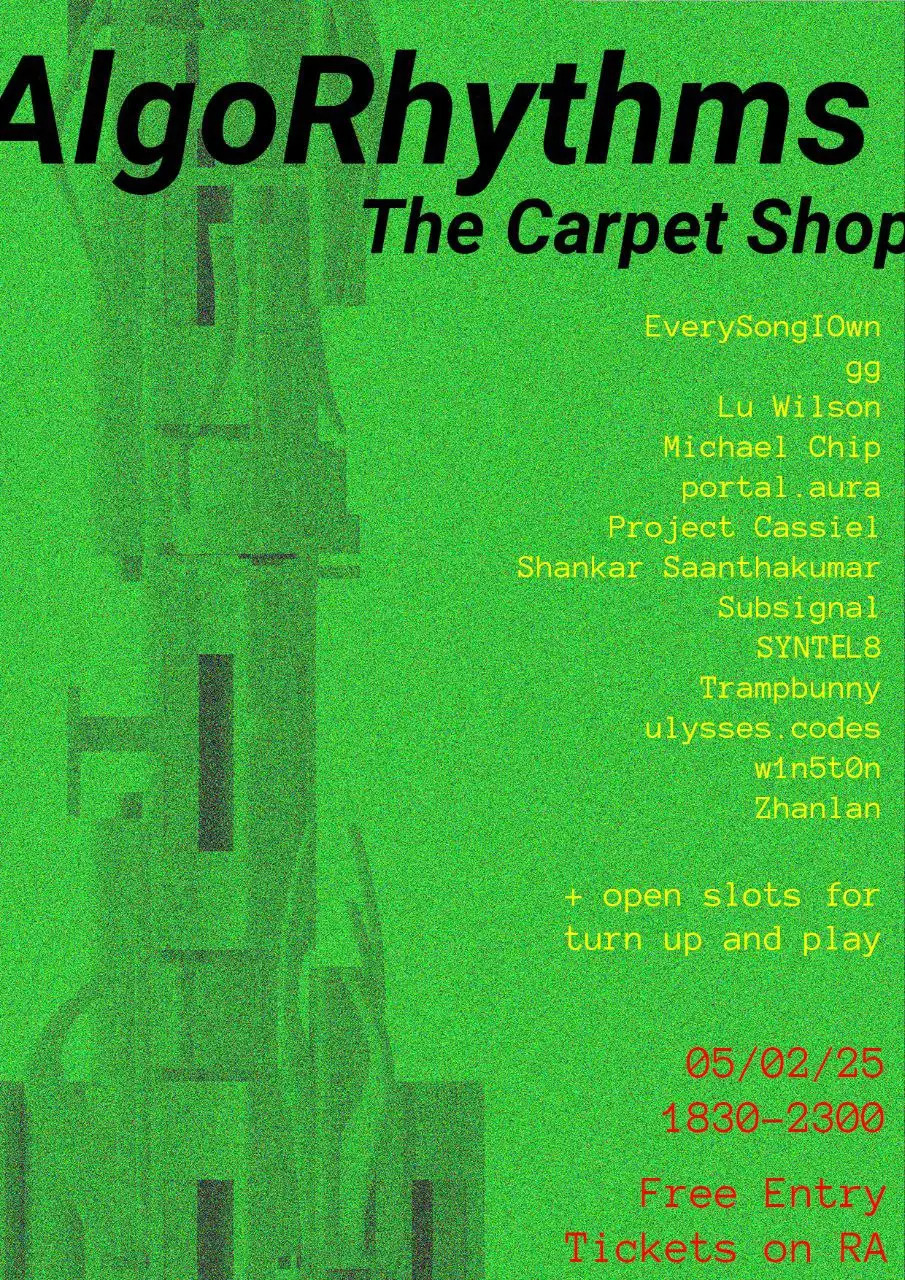 AlgoRhythms
The Carpet Shop
EverySongIOwn
gg
Lu Wilson
Michael Chip
portal.aura
Project Cassiel
Shankar Saanthakumar
Subsignal
SYNTEL8
Trampbunny
ulysses.codes
w1n5t0n
Zhanlan
+ open slots for
turn up and play
05/02/25
1830-2300
Free Entry
Tickets on RA